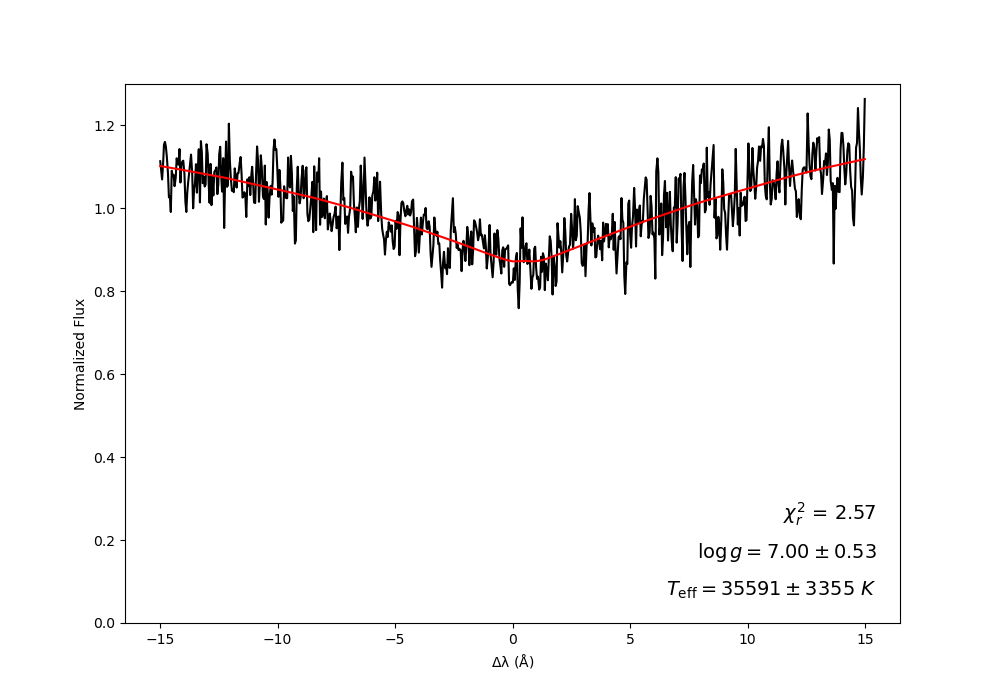 1.2
1.0
0.8
0.6
0.4
0.2
0.0
Normalized Flux
χ²ᵣ = 2.57
log g = 7.00 ± 0.53
T_eff = 35591 ± 3355 K
−15 −10 −5 0 5 10 15
Δλ (Å)